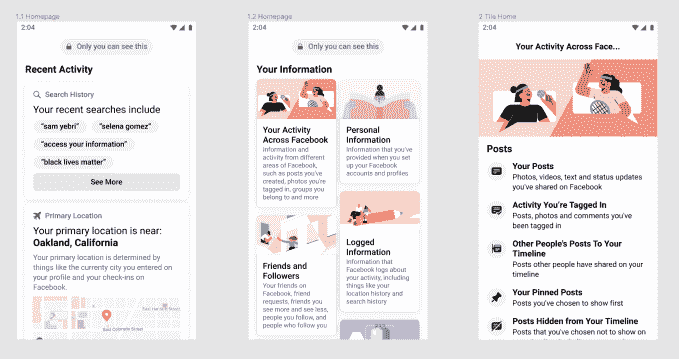 1.1 Homepage
2:04
Only you can see this
Recent Activity
Search History
Your recent searches include
"sam yebri"
"selena gomez"
"access your information"
"black lives matter"
See More
Primary Location
Your primary location is near:
Oakland, California
Your primary location is determined by
things like the currenty city you entered on
your profile and your check-ins on
Facebook.
East Colorado Street
1.2 Homepage
2:04
Only you can see this
Your Information
Your Activity
Across Facebook
Information and
activity from different
areas of Facebook,
such as posts you've
created, photos you're
tagged in, groups you
belong to and more
Friends and
Followers
Your friends on
Facebook, friend
requests, friends you
see more and see less,
people you follow, and
people who follow you
Personal
Information
Information that you've
provided when you set
up your Facebook
accounts and profiles
Logged
Information
Information that
Facebook logs about
your activity, including
things like your
location history and
search history
2 Tile Home
2:04
Your Activity Across Face...
Posts
Your Posts
Photos, videos, text and status updates
you've shared on Facebook
Activity You're Tagged In
Posts, photos and comments you've
been tagged in
Other People's Posts To Your
Timeline
Posts other people have shared on your
timeline
Your Pinned Posts
Posts you've chosen to show first
Posts Hidden from Your Timeline
Posts that you've chosen not to show on